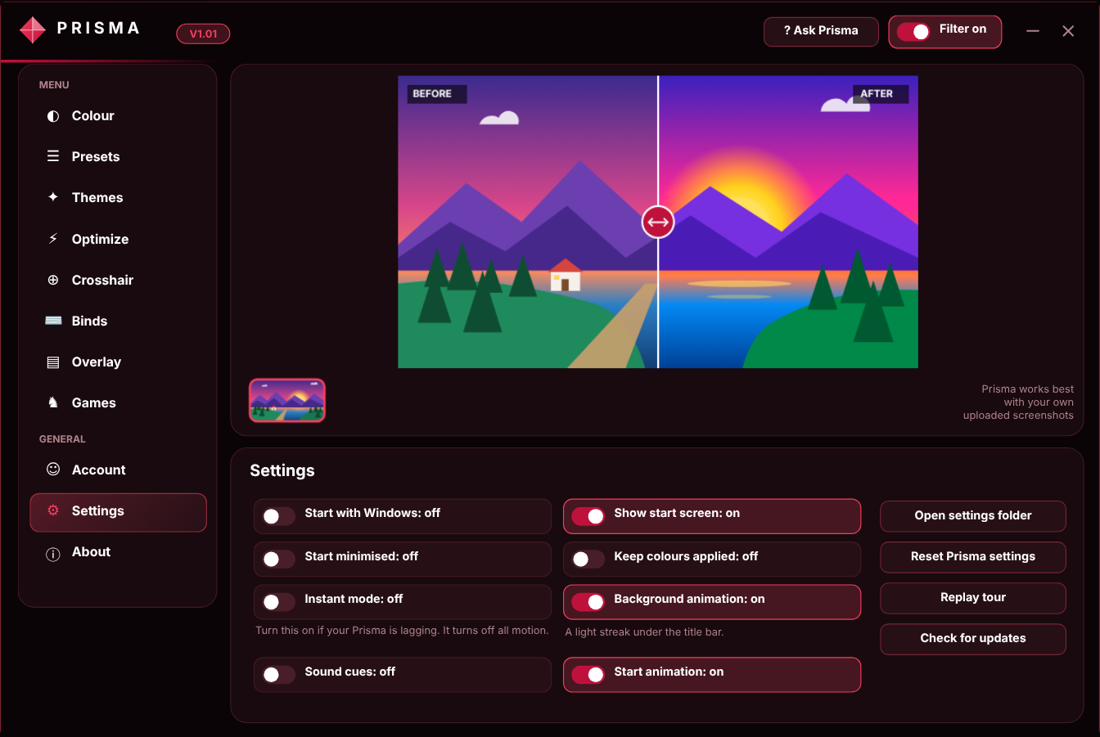 PRISMA
V1.01
? Ask Prisma
Filter on
MENU
Colour
Presets
Themes
Optimize
Crosshair
Binds
Overlay
Games
GENERAL
Account
Settings
About
BEFORE
AFTER
Prisma works best
with your own
uploaded screenshots
Settings
Start with Windows: off
Show start screen: on
Open settings folder
Start minimised: off
Keep colours applied: off
Reset Prisma settings
Instant mode: off
Background animation: on
Replay tour
Turn this on if your Prisma is lagging. It turns off all motion.
A light streak under the title bar.
Check for updates
Sound cues: off
Start animation: on